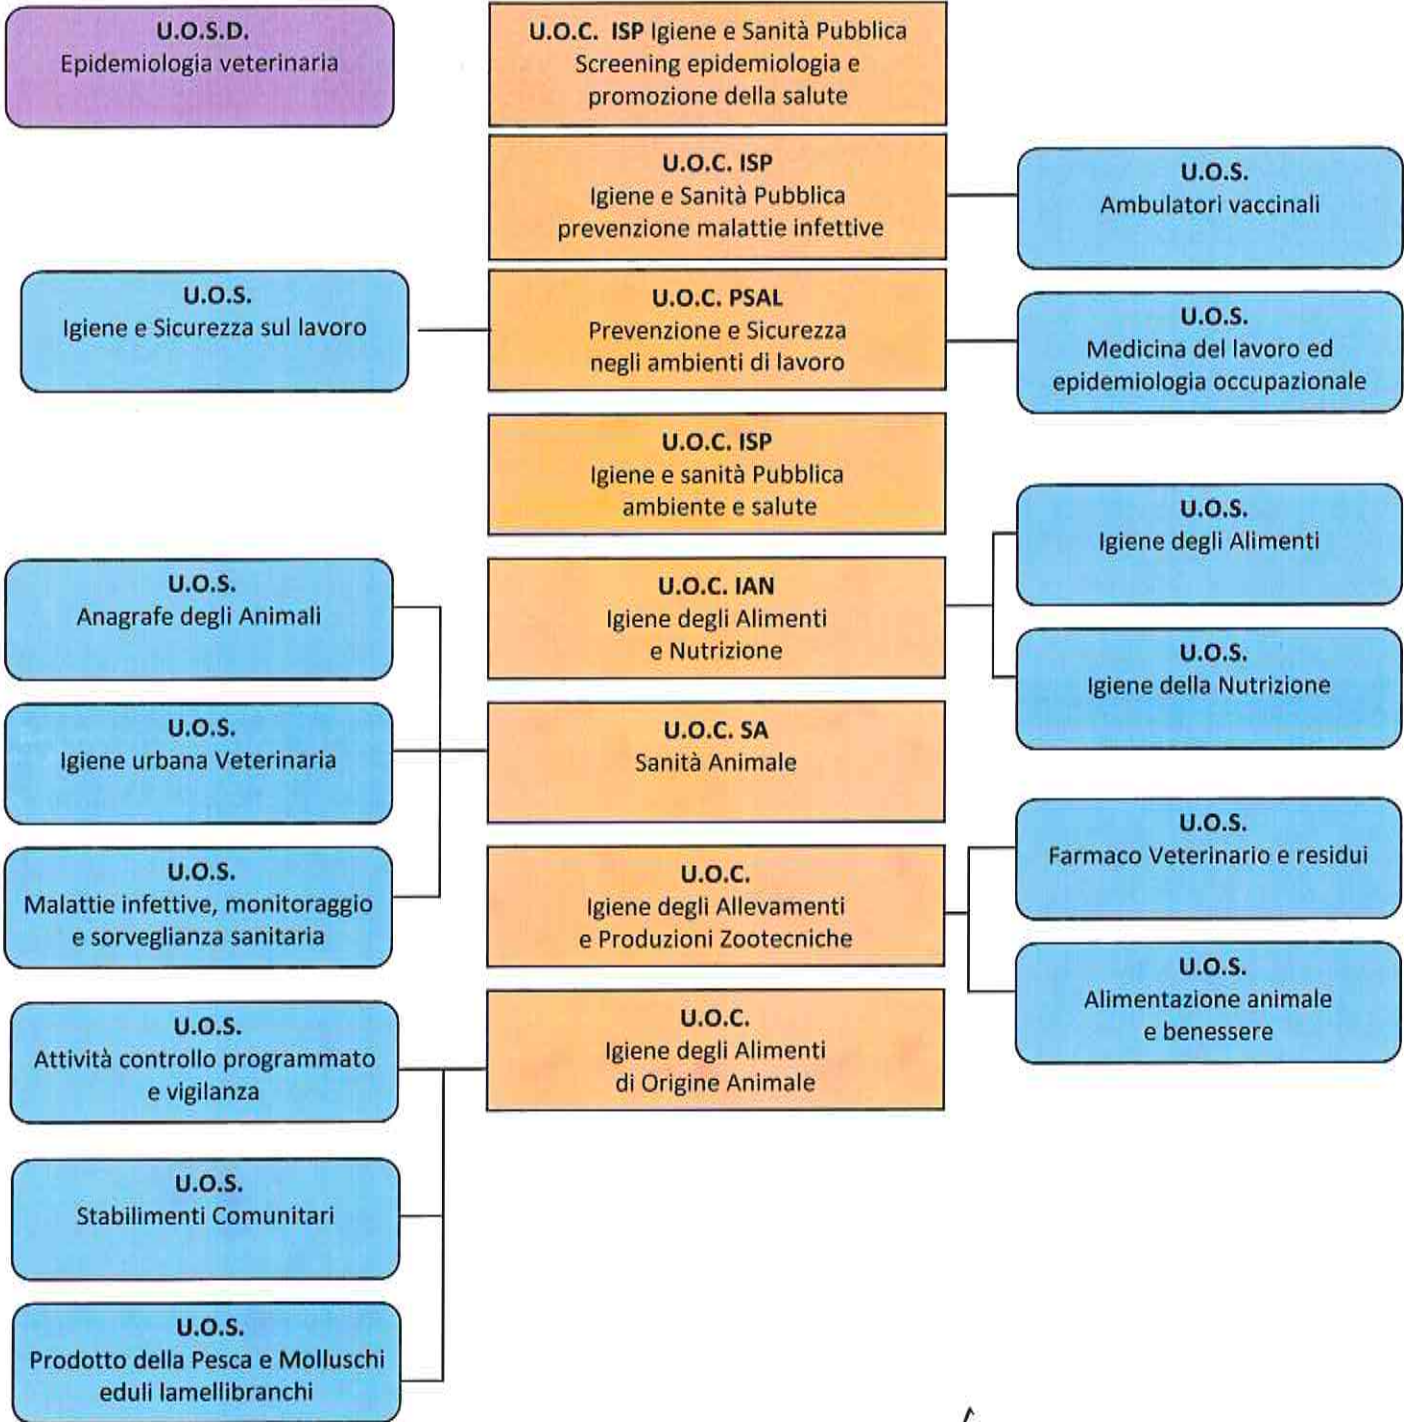 U.O.S.D.
Epidemiologia veterinaria
U.O.C. ISP Igiene e Sanità Pubblica
Screening epidemiologia e
promozione della salute
U.O.C. ISP
Igiene e Sanità Pubblica
prevenzione malattie infettive
U.O.S.
Ambulatori vaccinali
U.O.S.
Igiene e Sicurezza sul lavoro
U.O.C. PSAL
Prevenzione e Sicurezza
negli ambienti di lavoro
U.O.S.
Medicina del lavoro ed
epidemiologia occupazionale
U.O.C. ISP
Igiene e sanità Pubblica
ambiente e salute
U.O.S.
Igiene degli Alimenti
U.O.S.
Anagrafe degli Animali
U.O.C. IAN
Igiene degli Alimenti
e Nutrizione
U.O.S.
Igiene della Nutrizione
U.O.S.
Igiene urbana Veterinaria
U.O.C. SA
Sanità Animale
U.O.S.
Farmaco Veterinario e residui
U.O.S.
Malattie infettive, monitoraggio
e sorveglianza sanitaria
U.O.C.
Igiene degli Allevamenti
e Produzioni Zootecniche
U.O.S.
Alimentazione animale
e benessere
U.O.S.
Attività controllo programmato
e vigilanza
U.O.C.
Igiene degli Alimenti
di Origine Animale
U.O.S.
Stabilimenti Comunitari
U.O.S.
Prodotto della Pesca e Molluschi
eduli lamellibranchi